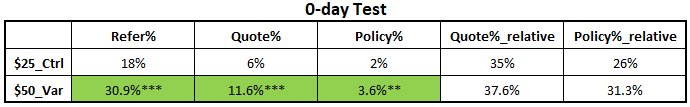 0-day Test
Refer% Quote% Policy% Quote%_relative Policy%_relative
$25_Ctrl 18% 6% 2% 35% 26%
$50_Var 30.9%*** 11.6%*** 3.6%** 37.6% 31.3%